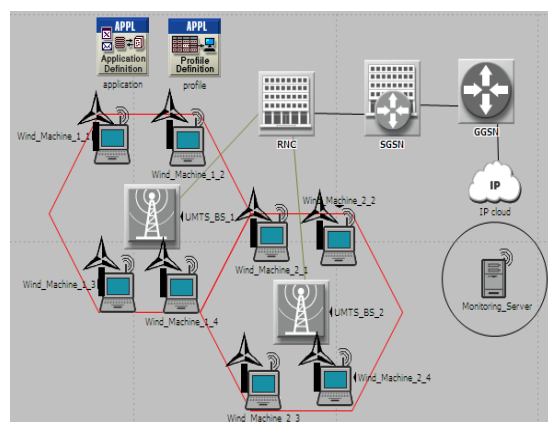 APPL
APPL
Application
Definition
Profile
Definition
application
profile
Wind_Machine_1_1
Wind_Machine_1_2
RNC
SGSN
GGSN
IP
IP cloud
UMTS_BS_1
Wind_Machine_2_2
Wind_Machine_2_1
Wind_Machine_1_3
Wind_Machine_1_4
Monitoring_Server
UMTS_BS_2
Wind_Machine_2_4
Wind_Machine_2_3